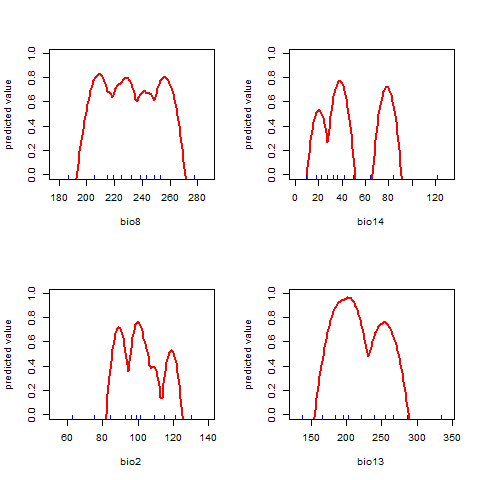 predicted value
0.0 0.2 0.4 0.6 0.8 1.0
180 200 220 240 260 280
bio8
predicted value
0.0 0.2 0.4 0.6 0.8 1.0
0 20 40 60 80 120
bio14
predicted value
0.0 0.2 0.4 0.6 0.8 1.0
60 80 100 120 140
bio2
predicted value
0.0 0.2 0.4 0.6 0.8 1.0
150 200 250 300 350
bio13